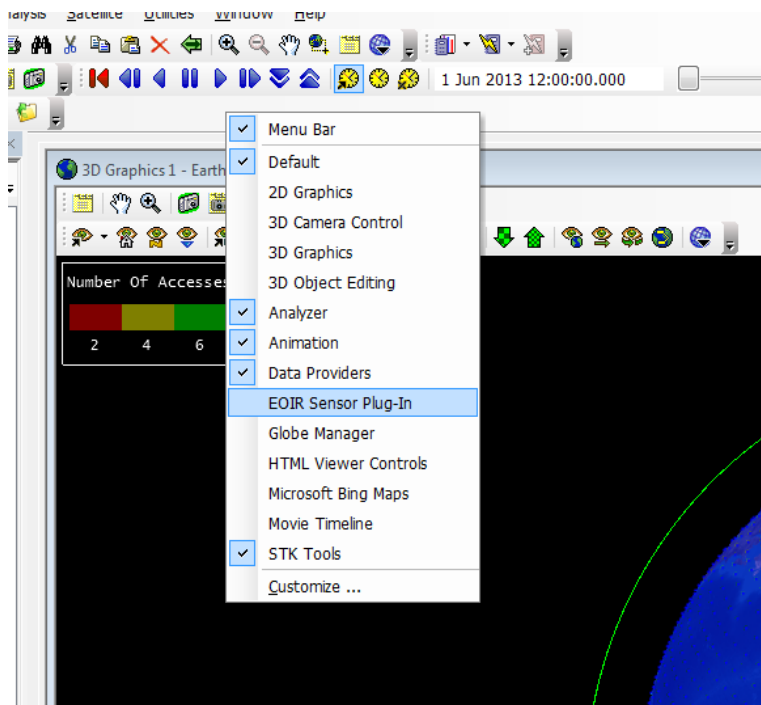 Analysis Satellite Utilities Window Help
1 Jun 2013 12:00:00.000
Menu Bar
3D Graphics 1 - Earth
Default
2D Graphics
3D Camera Control
3D Graphics
3D Object Editing
Number Of Accesses
Analyzer
2 4 6
Animation
Data Providers
EOIR Sensor Plug-In
Globe Manager
HTML Viewer Controls
Microsoft Bing Maps
Movie Timeline
STK Tools
Customize ...